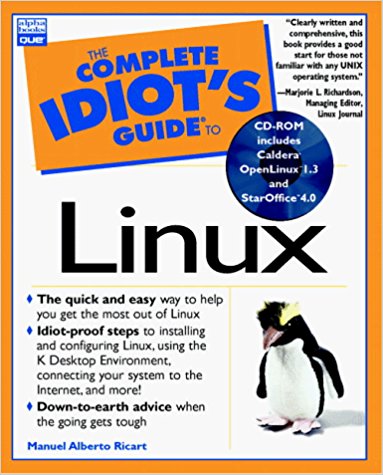 alpha
books
QUE®
THE
COMPLETE
IDIOT'S
GUIDE® TO
"Clearly written and
comprehensive, this
book provides a good
start for those not
familiar with any UNIX
operating system."
—Marjorie L. Richardson,
Managing Editor,
Linux Journal
CD-ROM
includes
Caldera®
OpenLinux™ 1.3
and
StarOffice™ 4.0
Linux
The quick and easy way to help
you get the most out of Linux
Idiot-proof steps to installing
and configuring Linux, using the
K Desktop Environment,
connecting your system to the
Internet, and more!
Down-to-earth advice when
the going gets tough
Manuel Alberto Ricart